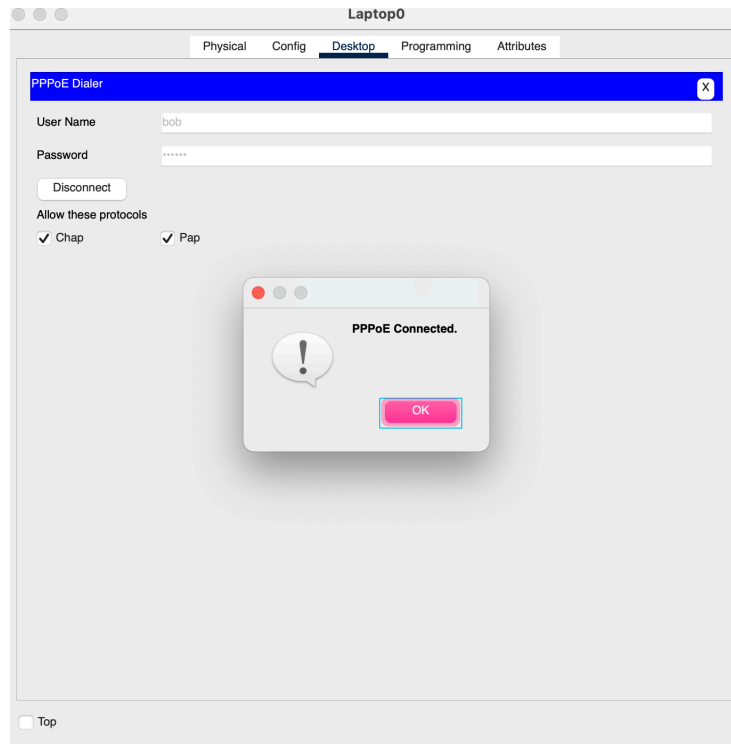 Laptop0
Physical Config Desktop Programming Attributes
PPPoE Dialer X
User Name bob
Password ••••••
Disconnect
Allow these protocols
Chap Pap
PPPoE Connected.
!
OK
Top